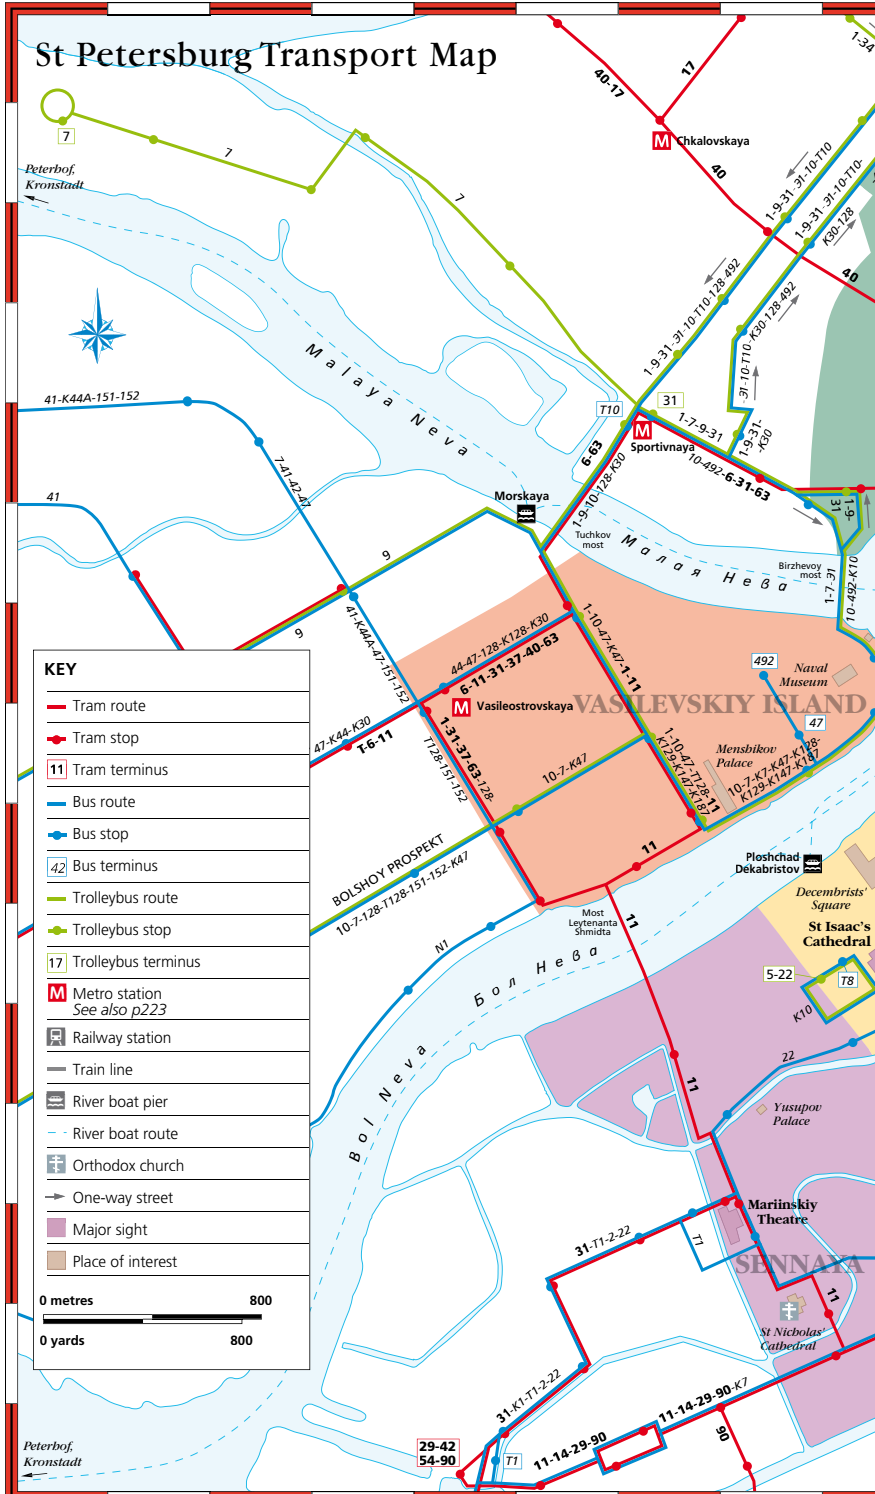 St Petersburg Transport Map
7
Peterhof,
Kronstadt
7
7
40-17
17
1-34
M
Chkalovskaya
40
1-9-31-31-10-T10
1-9-31-31-10-T10-
K30-128
40
1-9-31-31-10-T10-128-492
31-10-T10-K30-128-492
Malaya Neva
41-K44A-151-152
7-41-42-47
41
T10
31
M
Sportivnaya
1-7-9-31
1-9-31-
-K30
10-492-6-31-63
6-63
1-9-10-128-K30
Morskaya
Tuchkov
most
Малая Нева
Birzhevoy
most
1-9-
31
1-7-31
10-492-K10
9
9
41-K44A-47-151-152
44-47-128-K128-K30
6-11-31-37-40-63
1-10-47-K47-1-11
M
Vasileostrovskaya
VASILEVSKIY ISLAND
492
47
Naval
Museum
Menshikov
Palace
47-K44-K30
T-6-11
1-31-37-63-128-
T128-151-152
10-7-K47
1-10-47-T128-11
K129-K147-K187
10-7-K7-K47-K128-
K129-K147-K187
BOLSHOY PROSPEKT
10-7-128-T128-151-152-K47
11
Ploshchad
Dekabristov
Decembrists'
Square
St Isaac's
Cathedral
Most
Leytenanta
Shmidta
11
N1
Бол Нева
Bol Neva
5-22
T8
K10
22
11
Yusupov
Palace
Mariinskiy
Theatre
SENNAYA
31-T1-2-22
T1
11
St Nicholas'
Cathedral
31-K1-T1-2-22
11-14-29-90-K7
11-14-29-90
90
29-42
54-90
T1
Peterhof,
Kronstadt
KEY
Tram route
Tram stop
11 Tram terminus
Bus route
Bus stop
42 Bus terminus
Trolleybus route
Trolleybus stop
17 Trolleybus terminus
M Metro station
See also p223
Railway station
Train line
River boat pier
River boat route
Orthodox church
One-way street
Major sight
Place of interest
0 metres 800
0 yards 800